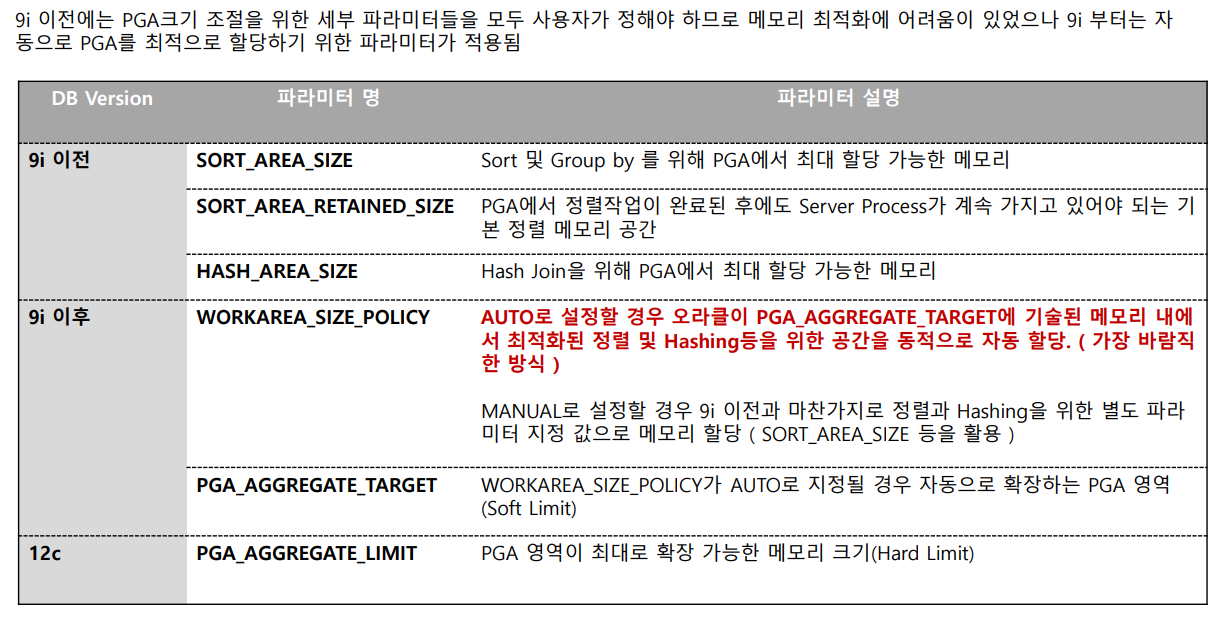 9i 이전에는 PGA크기 조절을 위한 세부 파라미터들을 모두 사용자가 정해야 하므로 메모리 최적화에 어려움이 있었으나 9i 부터는 자
동으로 PGA를 최적으로 할당하기 위한 파라미터가 적용됨
DB Version 파라미터 명 파라미터 설명
9i 이전 SORT_AREA_SIZE Sort 및 Group by 를 위해 PGA에서 최대 할당 가능한 메모리
SORT_AREA_RETAINED_SIZE PGA에서 정렬작업이 완료된 후에도 Server Process가 계속 가지고 있어야 되는 기
본 정렬 메모리 공간
HASH_AREA_SIZE Hash Join을 위해 PGA에서 최대 할당 가능한 메모리
9i 이후 WORKAREA_SIZE_POLICY AUTO로 설정할 경우 오라클이 PGA_AGGREGATE_TARGET에 기술된 메모리 내에
서 최적화된 정렬 및 Hashing등을 위한 공간을 동적으로 자동 할당. ( 가장 바람직
한 방식 )
MANUAL로 설정할 경우 9i 이전과 마찬가지로 정렬과 Hashing을 위한 별도 파라
미터 지정 값으로 메모리 할당 ( SORT_AREA_SIZE 등을 활용 )
PGA_AGGREGATE_TARGET WORKAREA_SIZE_POLICY가 AUTO로 지정될 경우 자동으로 확장하는 PGA 영역
(Soft Limit)
12c PGA_AGGREGATE_LIMIT PGA 영역이 최대로 확장 가능한 메모리 크기(Hard Limit)